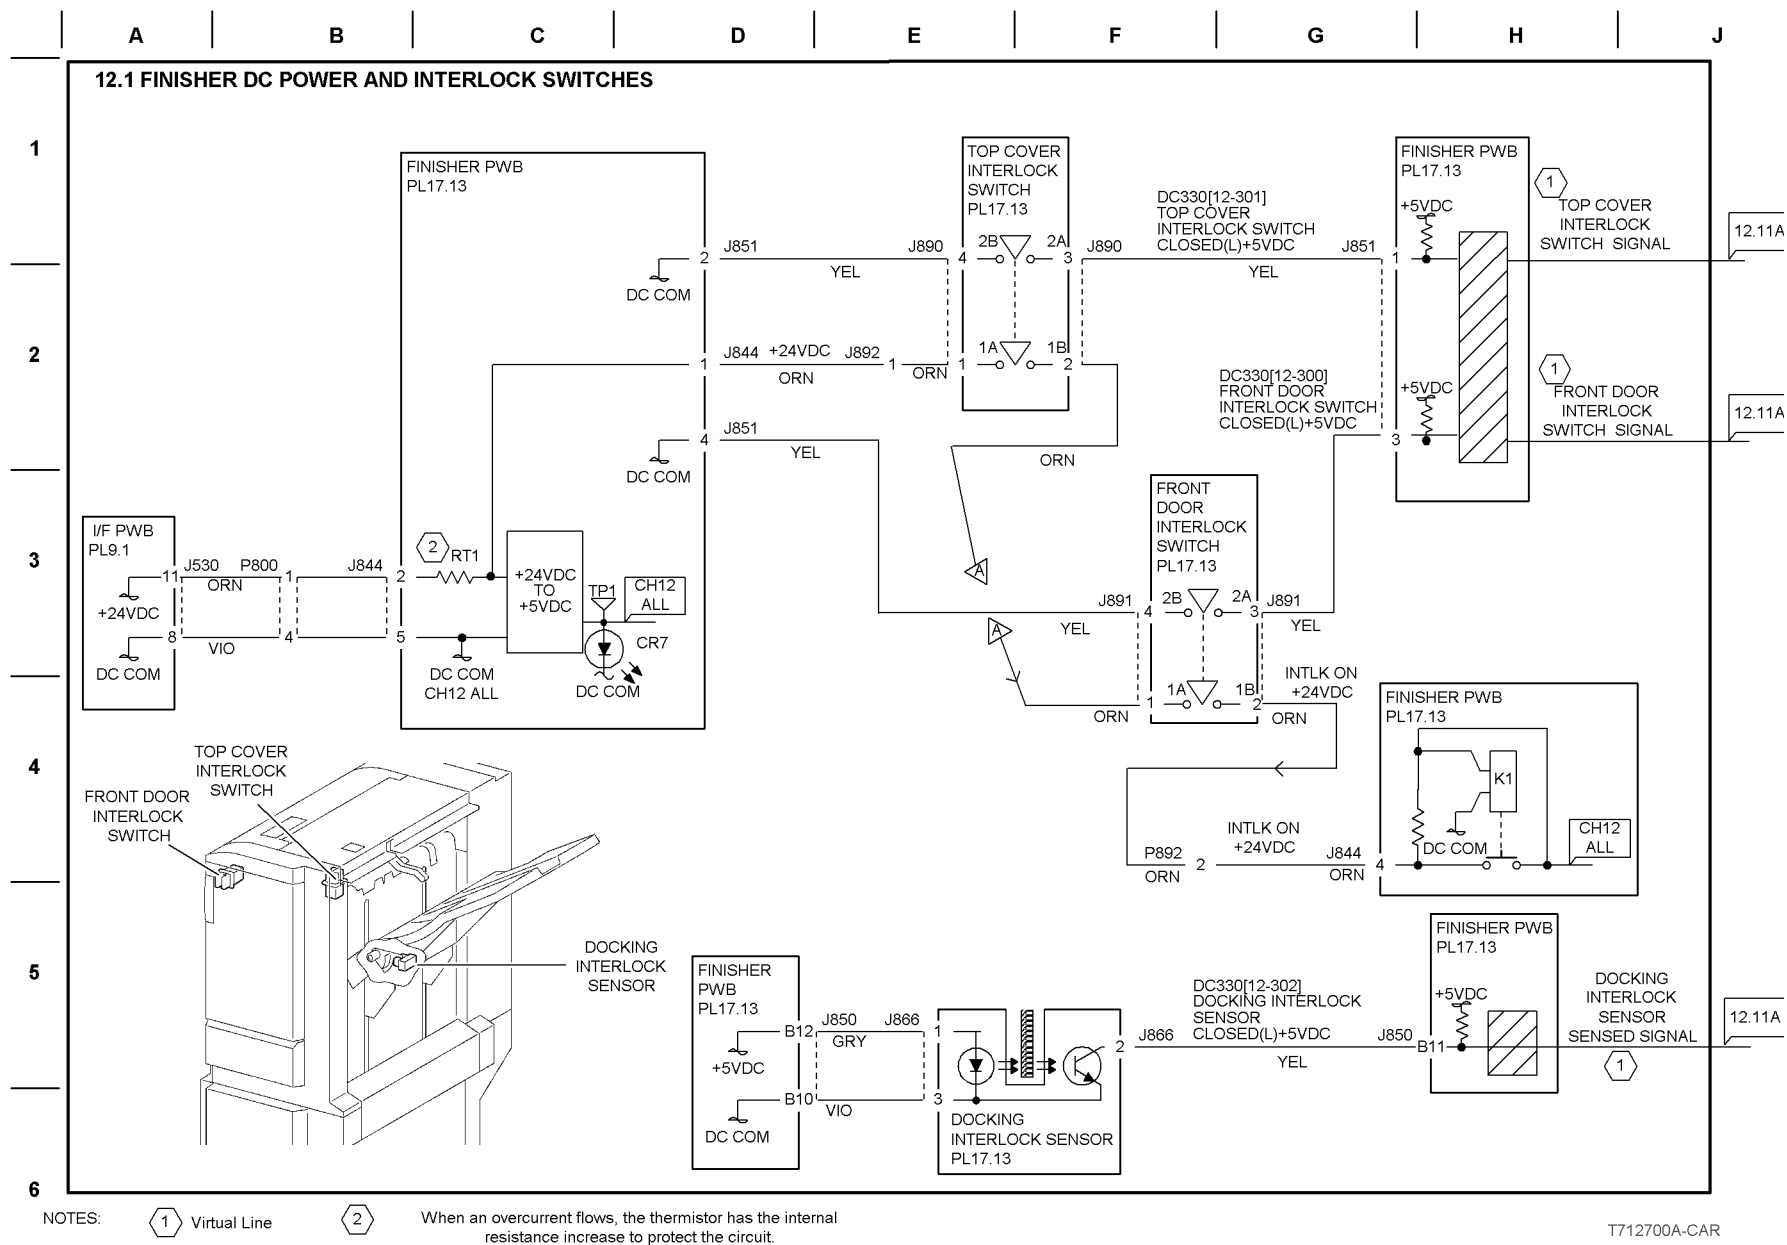 A B C D E F G H J
12.1 FINISHER DC POWER AND INTERLOCK SWITCHES
1
2
3
4
5
6
FINISHER PWB
PL17.13
2
J851
YEL
J890
4
DC COM
TOP COVER
INTERLOCK
SWITCH
PL17.13
2B
2A
3
J890
DC330[12-301]
TOP COVER
INTERLOCK SWITCH
CLOSED(L)+5VDC
YEL
J851
1
FINISHER PWB
PL17.13
+5VDC
1
TOP COVER
INTERLOCK
SWITCH SIGNAL
12.11A
1
J844
+24VDC
ORN
J892
1
ORN
1
1A
1B
2
ORN
DC330[12-300]
FRONT DOOR
INTERLOCK SWITCH
CLOSED(L)+5VDC
3
+5VDC
1
FRONT DOOR
INTERLOCK
SWITCH SIGNAL
12.11A
4
J851
YEL
DC COM
I/F PWB
PL9.1
11
J530
P800
ORN
1
J844
2
+24VDC
8
VIO
4
5
DC COM
2
RT1
+24VDC
TO
+5VDC
TP1
CH12
ALL
CR7
DC COM
CH12 ALL
DC COM
A
A
FRONT
DOOR
INTERLOCK
SWITCH
PL17.13
J891
4
YEL
2B
2A
3
J891
YEL
1
ORN
1A
1B
2
ORN
INTLK ON
+24VDC
FINISHER PWB
PL17.13
K1
DC COM
CH12
ALL
P892
ORN
2
INTLK ON
+24VDC
J844
ORN
4
TOP COVER
INTERLOCK
SWITCH
FRONT DOOR
INTERLOCK
SWITCH
DOCKING
INTERLOCK
SENSOR
FINISHER
PWB
PL17.13
B12
J850
J866
GRY
1
+5VDC
B10
VIO
3
DC COM
DOCKING
INTERLOCK SENSOR
PL17.13
2
J866
DC330[12-302]
DOCKING INTERLOCK
SENSOR
CLOSED(L)+5VDC
YEL
J850
B11
FINISHER PWB
PL17.13
+5VDC
DOCKING
INTERLOCK
SENSOR
SENSED SIGNAL
1
12.11A
NOTES:
1 Virtual Line
2 When an overcurrent flows, the thermistor has the internal
resistance increase to protect the circuit.
T712700A-CAR